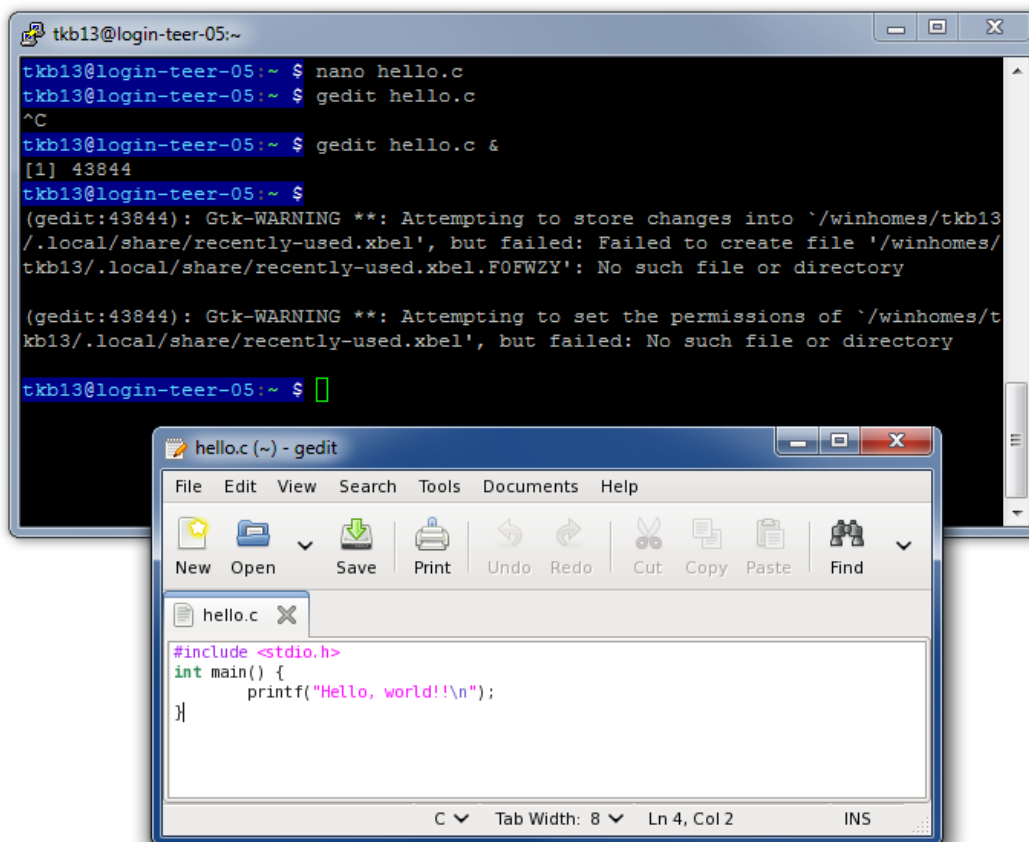 tkb13@login-teer-05:~
tkb13@login-teer-05:~ $ nano hello.c
tkb13@login-teer-05:~ $ gedit hello.c
^C
tkb13@login-teer-05:~ $ gedit hello.c &
[1] 43844
tkb13@login-teer-05:~ $
(gedit:43844): Gtk-WARNING **: Attempting to store changes into `/winhomes/tkb13
/.local/share/recently-used.xbel', but failed: Failed to create file '/winhomes/
tkb13/.local/share/recently-used.xbel.F0FWZY': No such file or directory
(gedit:43844): Gtk-WARNING **: Attempting to set the permissions of `/winhomes/t
kb13/.local/share/recently-used.xbel', but failed: No such file or directory
tkb13@login-teer-05:~ $
hello.c (~) - gedit
File Edit View Search Tools Documents Help
New Open Save Print Undo Redo Cut Copy Paste Find
hello.c
#include <stdio.h>
int main() {
        printf("Hello, world!!\n");
}
C Tab Width: 8 Ln 4, Col 2 INS